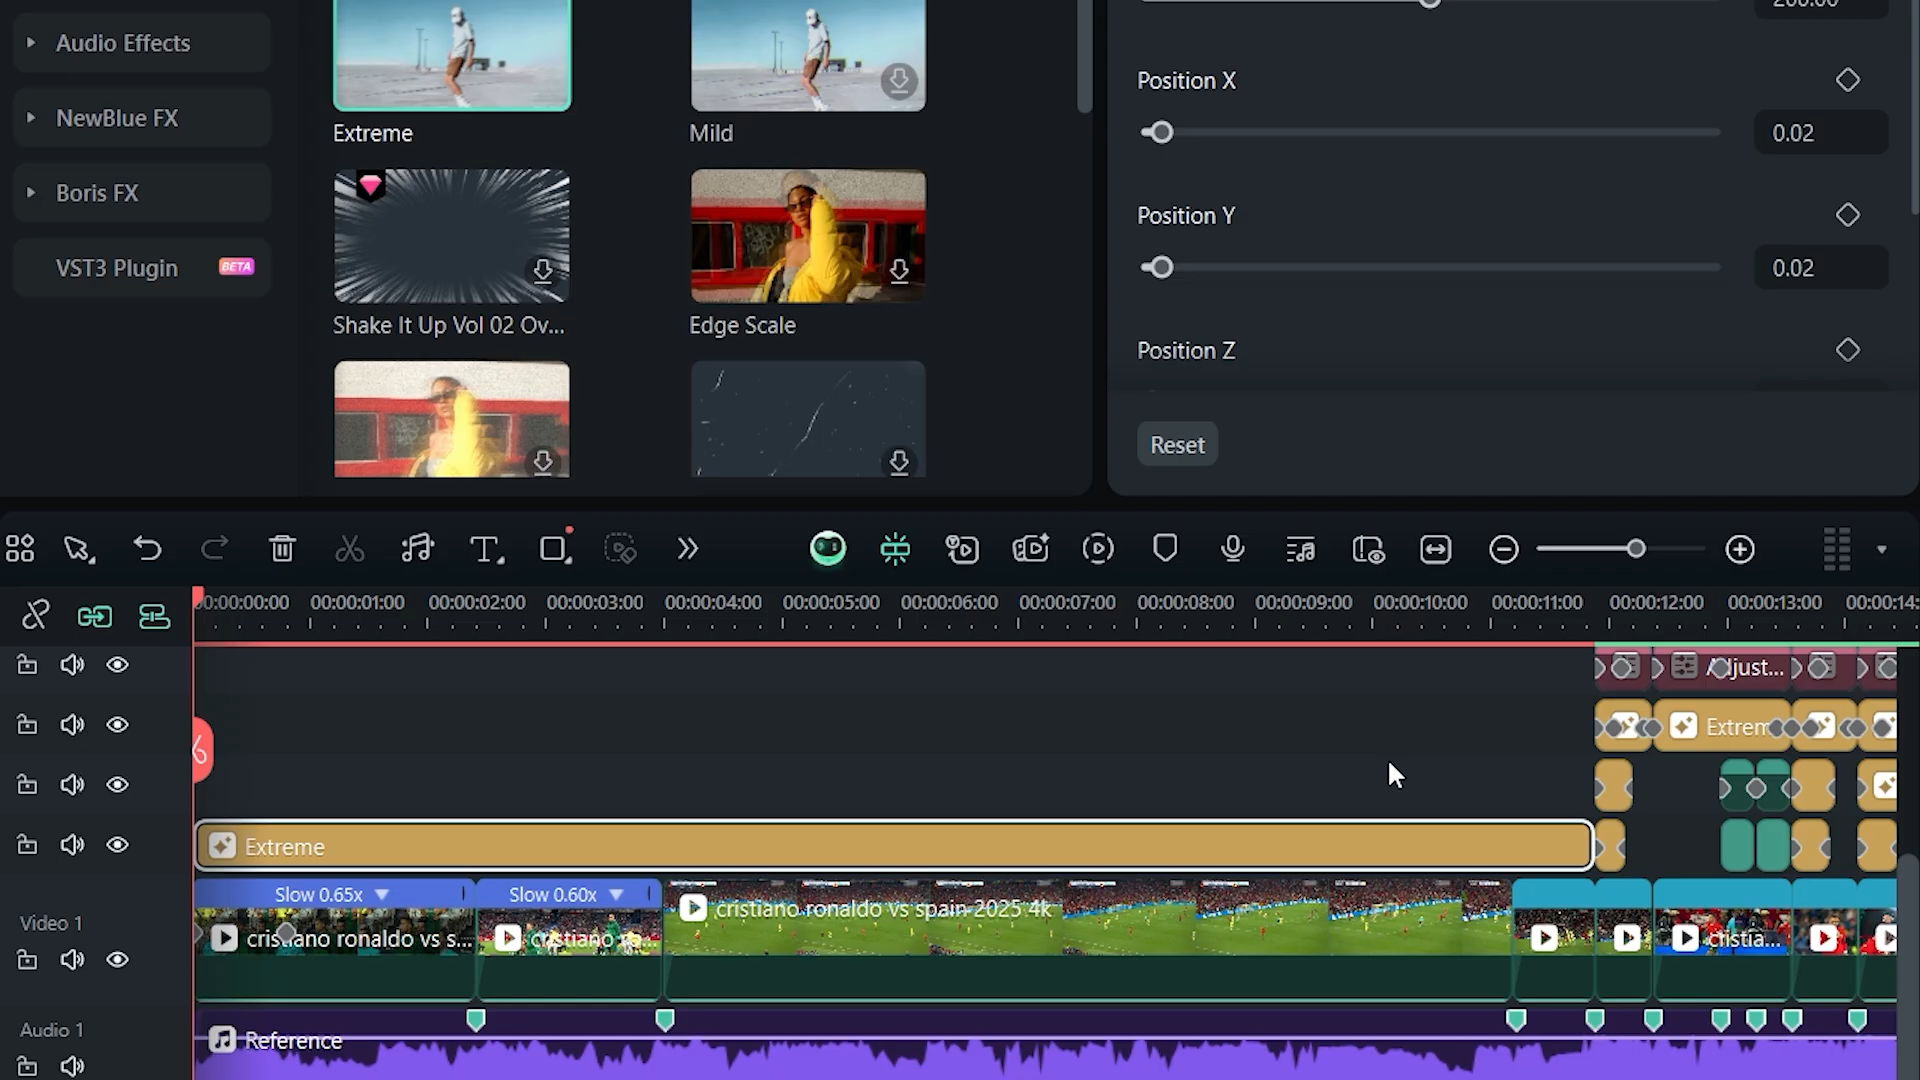 Audio Effects
NewBlue FX
Boris FX
VST3 Plugin
BETA
Extreme
Mild
Shake It Up Vol 02 Ov...
Edge Scale
Position X
0.02
Position Y
0.02
Position Z
Reset
00:00:00:00
00:00:01:00
00:00:02:00
00:00:03:00
00:00:04:00
00:00:05:00
00:00:06:00
00:00:07:00
00:00:08:00
00:00:09:00
00:00:10:00
00:00:11:00
00:00:12:00
00:00:13:00
00:00:14:
Adjust...
Extrem
Extreme
Slow 0.65x
Slow 0.60x
Video 1
cristiano ronaldo vs s...
cristiano ro...
cristiano ronaldo vs spain 2025 4k
cristia...
Audio 1
Reference